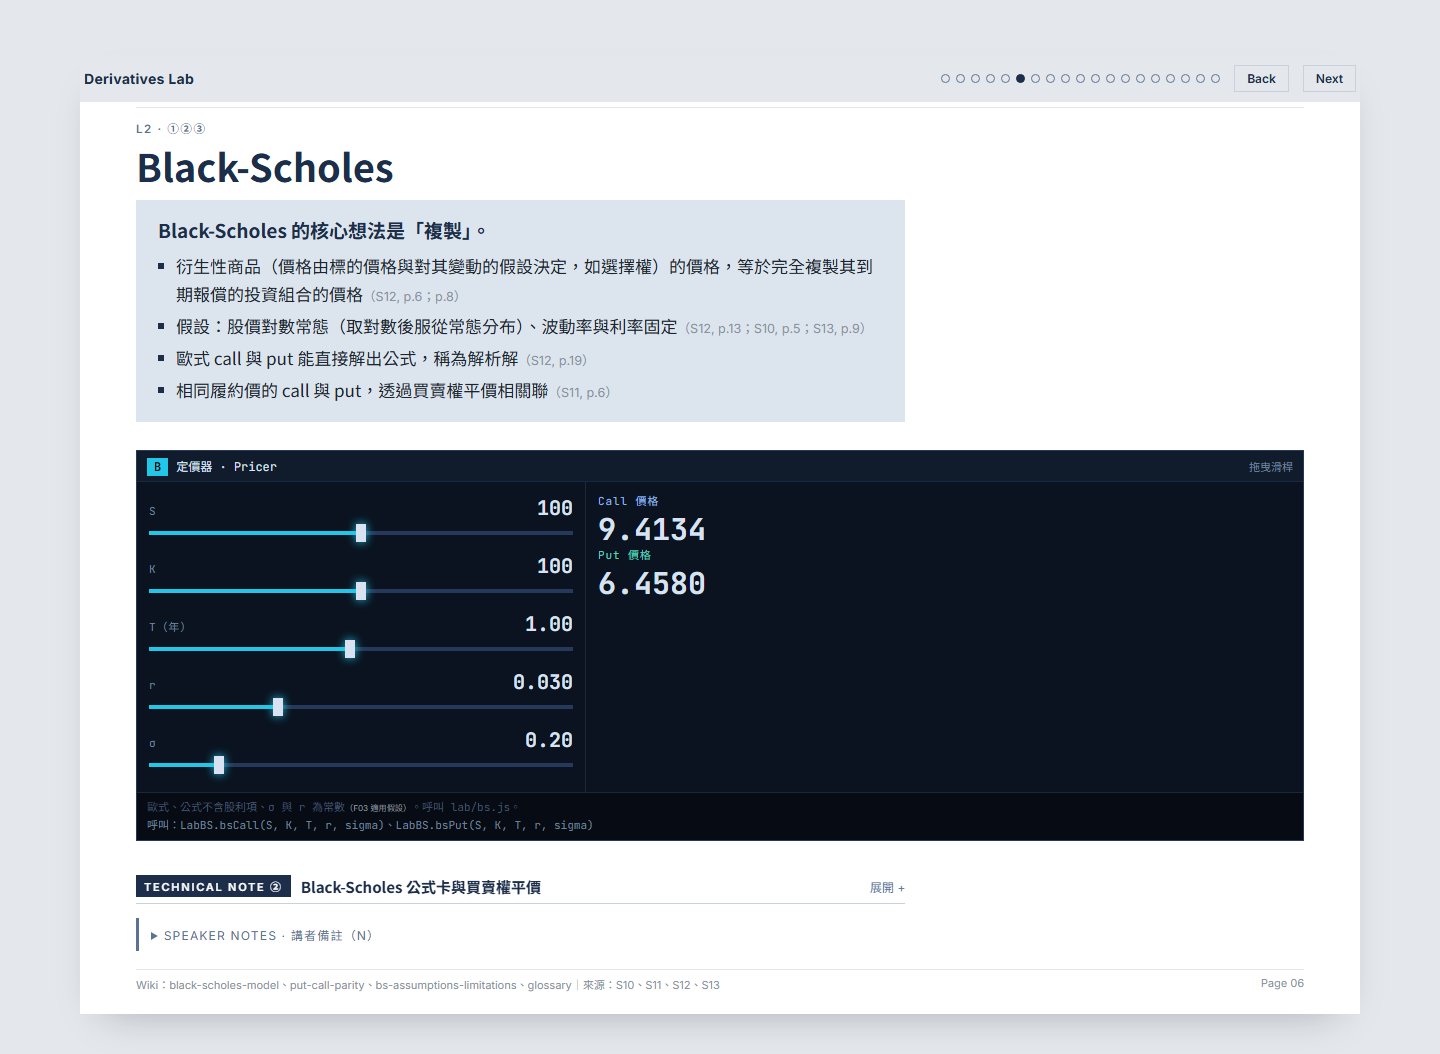 Derivatives Lab
Back
Next
L2 · ①②③
Black-Scholes
Black-Scholes 的核心想法是「複製」。
衍生性商品（價格由標的價格與對其變動的假設決定，如選擇權）的價格，等於完全複製其到
期報償的投資組合的價格（S12, p.6；p.8）
假設：股價對數常態（取對數後服從常態分布）、波動率與利率固定（S12, p.13；S10, p.5；S13, p.9）
歐式 call 與 put 能直接解出公式，稱為解析解（S12, p.19）
相同履約價的 call 與 put，透過買賣權平價相關聯（S11, p.6）
B 定價器 · Pricer
拖曳滑桿
S 100
K 100
T（年） 1.00
r 0.030
σ 0.20
Call 價格
9.4134
Put 價格
6.4580
歐式、公式不含股利項、σ 與 r 為常數（F03 適用假設）。呼叫 lab/bs.js。
呼叫：LabBS.bsCall(S, K, T, r, sigma)、LabBS.bsPut(S, K, T, r, sigma)
TECHNICAL NOTE ② Black-Scholes 公式卡與買賣權平價 展開 +
▶ SPEAKER NOTES · 講者備註（N）
Wiki：black-scholes-model、put-call-parity、bs-assumptions-limitations、glossary｜來源：S10、S11、S12、S13
Page 06